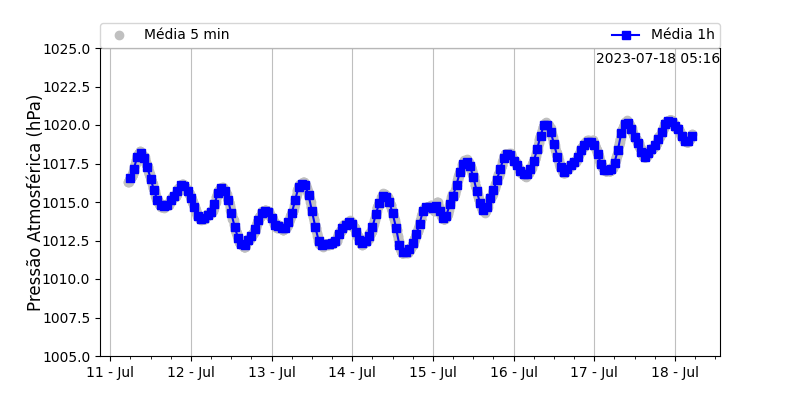 Média 5 min
Média 1h
2023-07-18 05:16
Pressão Atmosférica (hPa)
1025.0
1022.5
1020.0
1017.5
1015.0
1012.5
1010.0
1007.5
1005.0
11 - Jul
12 - Jul
13 - Jul
14 - Jul
15 - Jul
16 - Jul
17 - Jul
18 - Jul